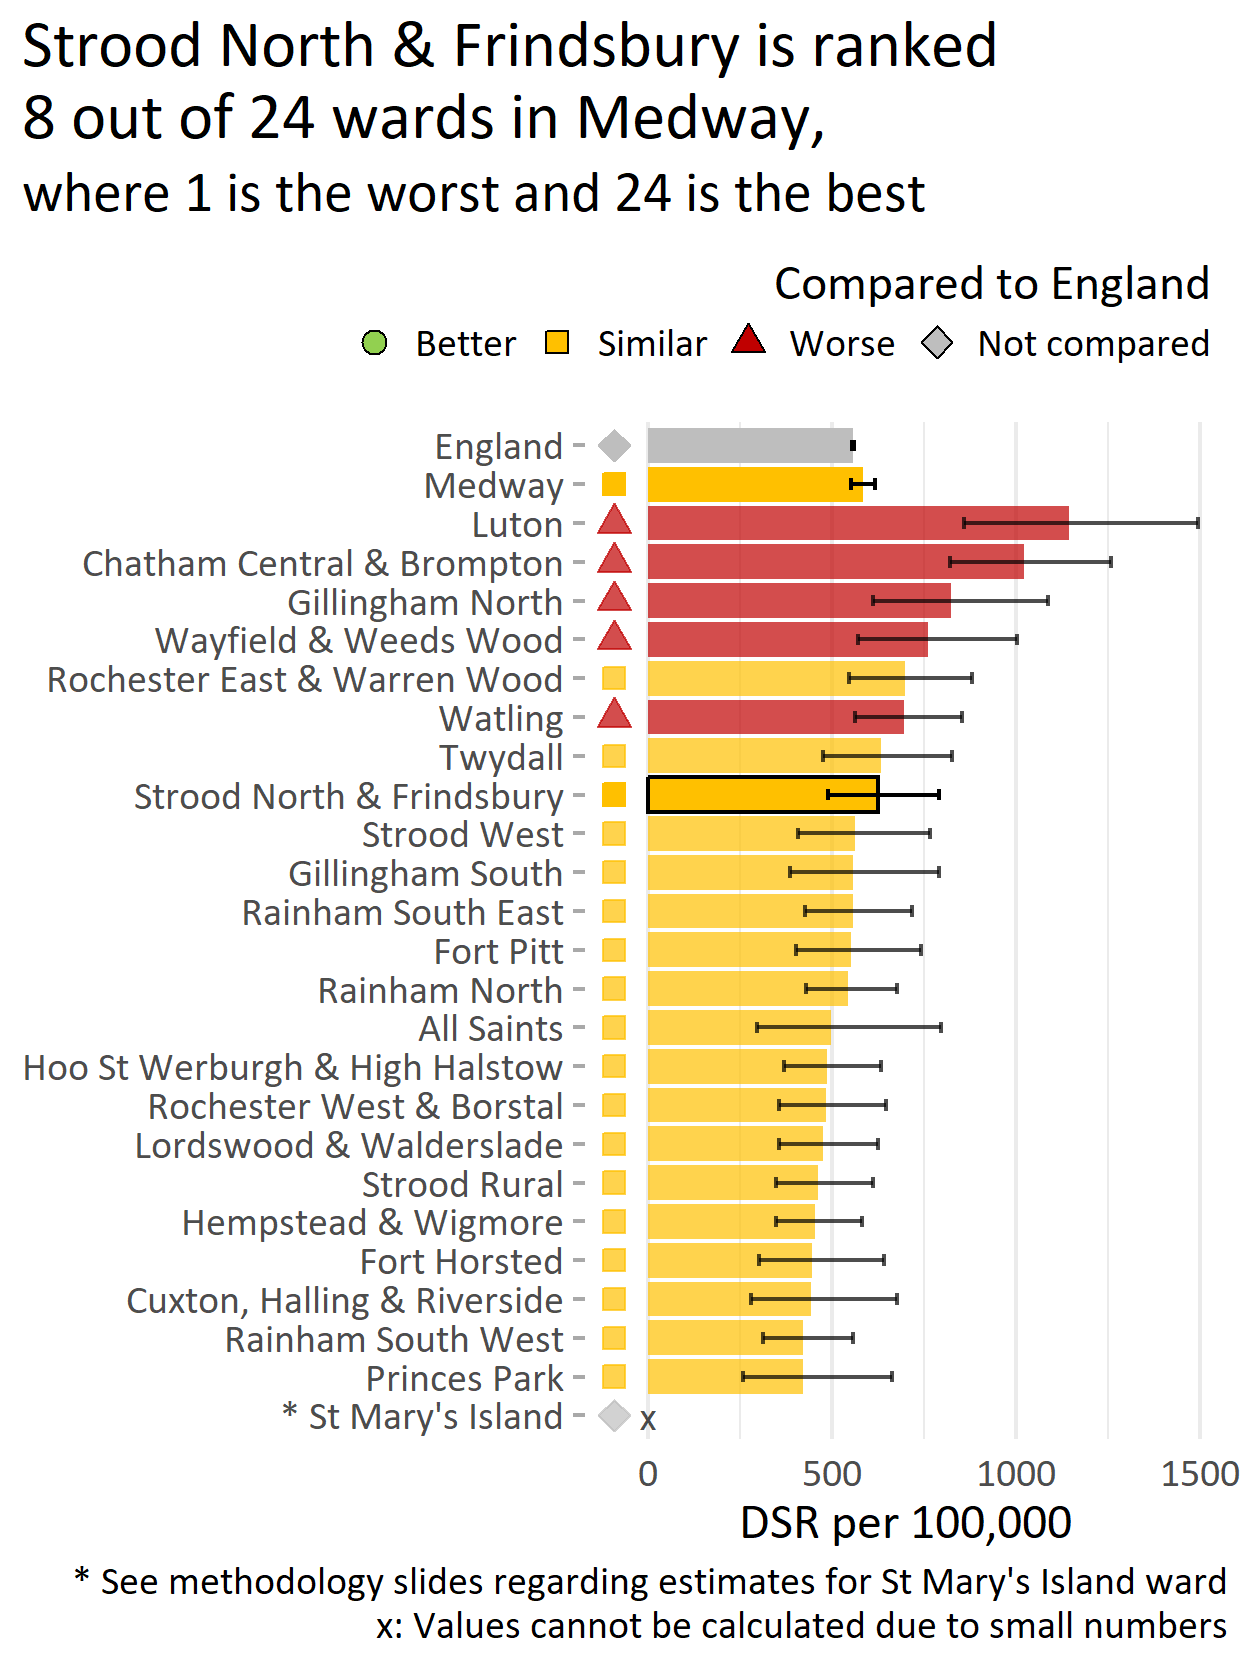 Strood North & Frindsbury is ranked
8 out of 24 wards in Medway,
where 1 is the worst and 24 is the best
Compared to England
Better Similar Worse Not compared
England
Medway
Luton
Chatham Central & Brompton
Gillingham North
Wayfield & Weeds Wood
Rochester East & Warren Wood
Watling
Twydall
Strood North & Frindsbury
Strood West
Gillingham South
Rainham South East
Fort Pitt
Rainham North
All Saints
Hoo St Werburgh & High Halstow
Rochester West & Borstal
Lordswood & Walderslade
Strood Rural
Hempstead & Wigmore
Fort Horsted
Cuxton, Halling & Riverside
Rainham South West
Princes Park
* St Mary's Island x
0 500 1000 1500
DSR per 100,000
* See methodology slides regarding estimates for St Mary's Island ward
x: Values cannot be calculated due to small numbers